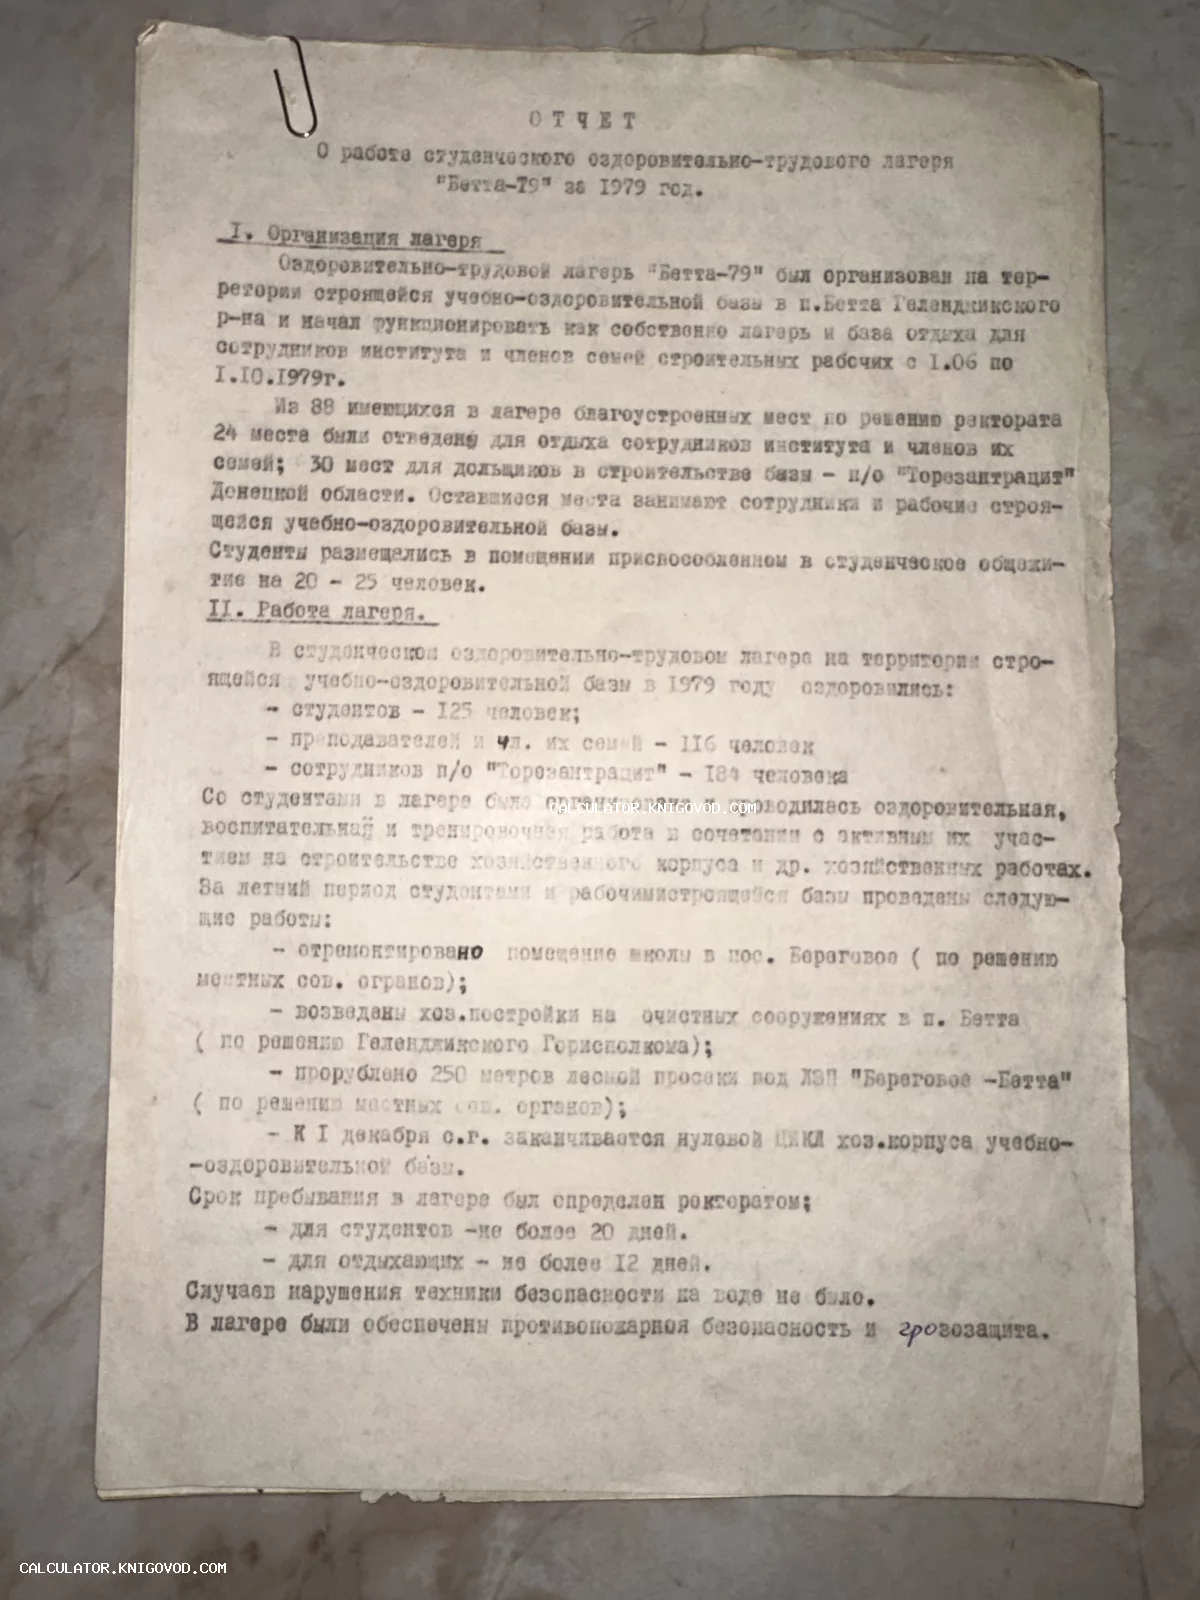 ОТЧЕТ
О работе студенческого оздоровительно-трудового лагеря
"Бетта-79" за 1979 год.
I. Организация лагеря
Оздоровительно-трудовой лагерь "Бетта-79" был организован на тер-
ретории строящейся учебно-оздоровительной базы в п.Бетта Геленджикского
р-на и начал функционировать как собственно лагерь и база отдыха для
сотрудников института и членов семей строительных рабочих с 1.06 по
1.10.1979г.
Из 88 имеющихся в лагере благоустроенных мест по решению ректората
24 места были отведены для отдыха сотрудников института и членов их
семей; 30 мест для дольщиков в строительстве базы - п/о "Торезантрацит"
Донецкой области. Оставшиеся места занимают сотрудники и рабочие строя-
щейся учебно-оздоровительной базы.
Студенты размещались в помещении приспособленном в студенческое общежи-
тие на 20 - 25 человек.
II. Работа лагеря.
В студенческом оздоровительно-трудовом лагере на территории стро-
ящейся учебно-оздоровительной базы в 1979 году оздоровились:
- студентов - 125 человек;
- преподавателей и чл. их семей - 116 человек
- сотрудников п/о "Торезантрацит" - 184 человека
Со студентами в лагере была организована и проводилась оздоровительная,
воспитательная и тренировочная работа в сочетании с активным их учас-
тием на строительстве хозяйственного корпуса и др. хозяйственных работах.
За летний период студентами и рабочимистроящейся базы проведены следую-
щие работы:
- отремонтировано помещение школы в пос. Береговое ( по решению
местных сов. огранов);
- возведены хоз.постройки на очистных сооружениях в п. Бетта
( по решению Геленджикского Горисполкома);
- прорублено 250 метров лесной просеки под ЛЭП "Береговое -Бетта"
( по решению местных сов. органов);
- К I декабря с.г. заканчивается нулевой ЦИКЛ хоз.корпуса учебно-
-оздоровительной базы.
Срок пребывания в лагере был определен ректоратом;
- для студентов -не более 20 дней.
- для отдыхающих - не более 12 дней.
Случаев нарушения техники безопасности на воде не было.
В лагере были обеспечены противопожарная безопасность и грозозащита.
CALCULATOR.KNIGOVOD.COM
CALCULATOR.KNIGOVOD.COM